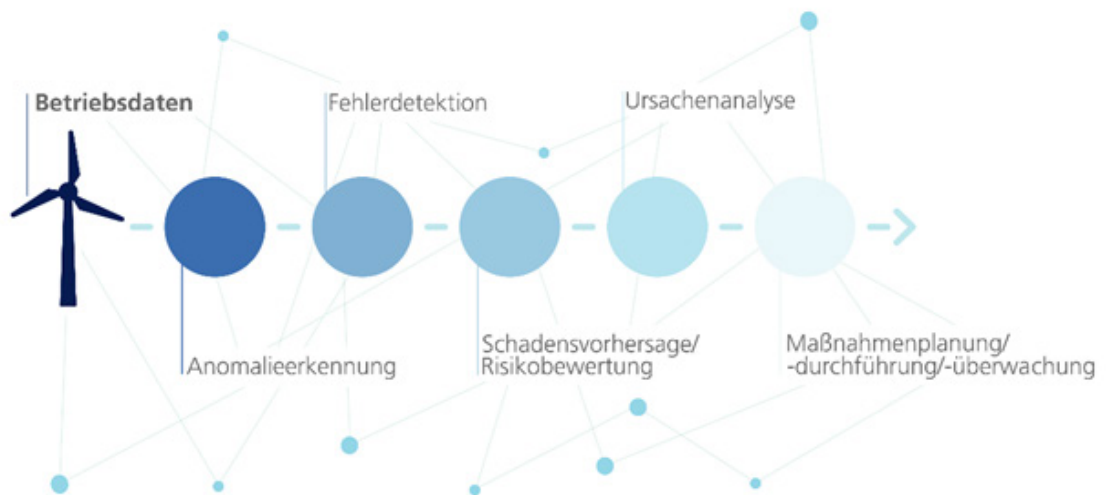 Betriebsdaten
Fehlerdetektion
Ursachenanalyse
Anomalieerkennung
Schadensvorhersage/
Risikobewertung
Maßnahmenplanung/
-durchführung/-überwachung